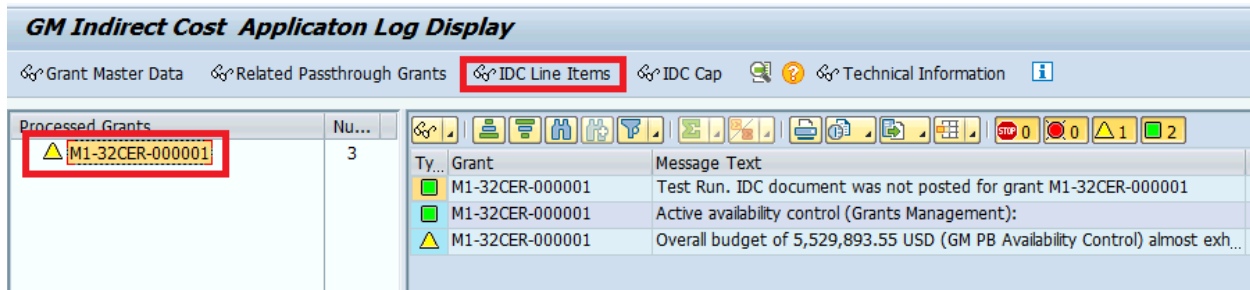 GM Indirect Cost Applicaton Log Display
Grant Master Data Related Passthrough Grants IDC Line Items IDC Cap Technical Information
Processed Grants Nu...
M1-32CER-000001 3
STOP 0 0 1 2
Ty... Grant Message Text
M1-32CER-000001 Test Run. IDC document was not posted for grant M1-32CER-000001
M1-32CER-000001 Active availability control (Grants Management):
M1-32CER-000001 Overall budget of 5,529,893.55 USD (GM PB Availability Control) almost exh...